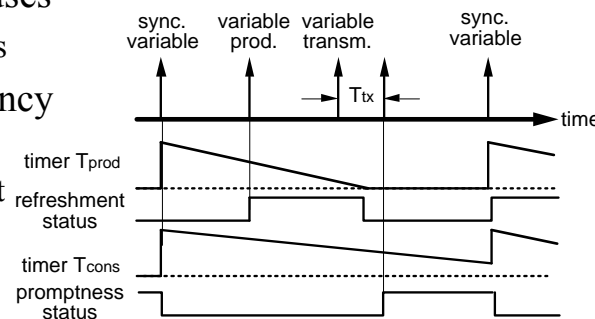 sync. variable
variable prod.
variable transm.
sync. variable
ency
Ttx
time
timer Tprod
refreshment status
timer Tcons
promptness status